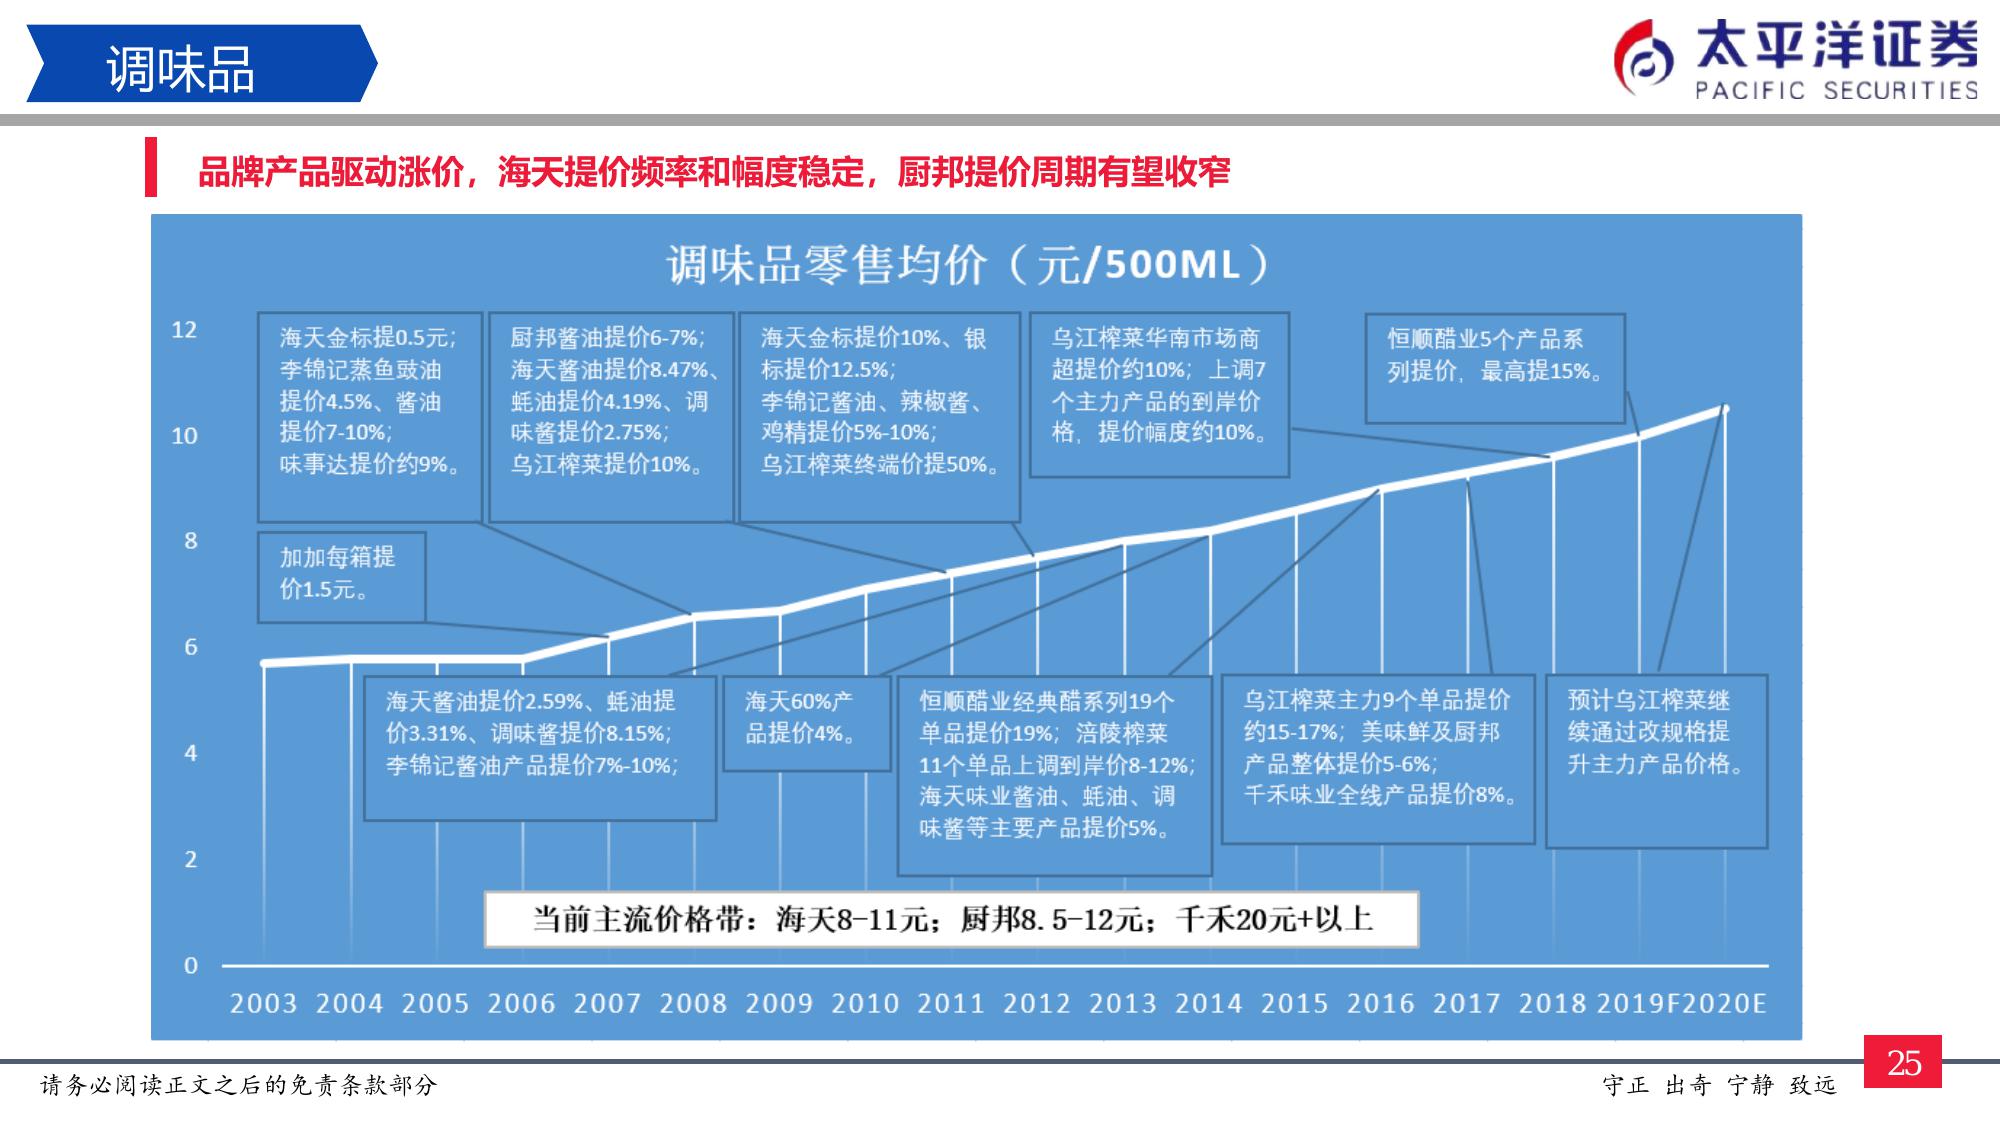 调味品
太平洋证券
PACIFIC SECURITIES
品牌产品驱动涨价，海天提价频率和幅度稳定，厨邦提价周期有望收窄
调味品零售均价（元/500ML）
12
10
8
6
4
2
0
海天金标提0.5元；
李锦记蒸鱼豉油
提价4.5%、酱油
提价7-10%；
味事达提价约9%。
厨邦酱油提价6-7%；
海天酱油提价8.47%、
蚝油提价4.19%、调
味酱提价2.75%；
乌江榨菜提价10%。
海天金标提价10%、银
标提价12.5%；
李锦记酱油、辣椒酱、
鸡精提价5%-10%；
乌江榨菜终端价提50%。
乌江榨菜华南市场商
超提价约10%；上调7
个主力产品的到岸价
格，提价幅度约10%。
恒顺醋业5个产品系
列提价，最高提15%。
加加每箱提
价1.5元。
海天酱油提价2.59%、蚝油提
价3.31%、调味酱提价8.15%；
李锦记酱油产品提价7%-10%；
海天60%产
品提价4%。
恒顺醋业经典醋系列19个
单品提价19%；涪陵榨菜
11个单品上调到岸价8-12%；
海天味业酱油、蚝油、调
味酱等主要产品提价5%。
乌江榨菜主力9个单品提价
约15-17%；美味鲜及厨邦
产品整体提价5-6%；
千禾味业全线产品提价8%。
预计乌江榨菜继
续通过改规格提
升主力产品价格。
当前主流价格带：海天8-11元；厨邦8.5-12元；千禾20元+以上
2003 2004 2005 2006 2007 2008 2009 2010 2011 2012 2013 2014 2015 2016 2017 2018 2019F 2020E
请务必阅读正文之后的免责条款部分
守正 出奇 宁静 致远
25